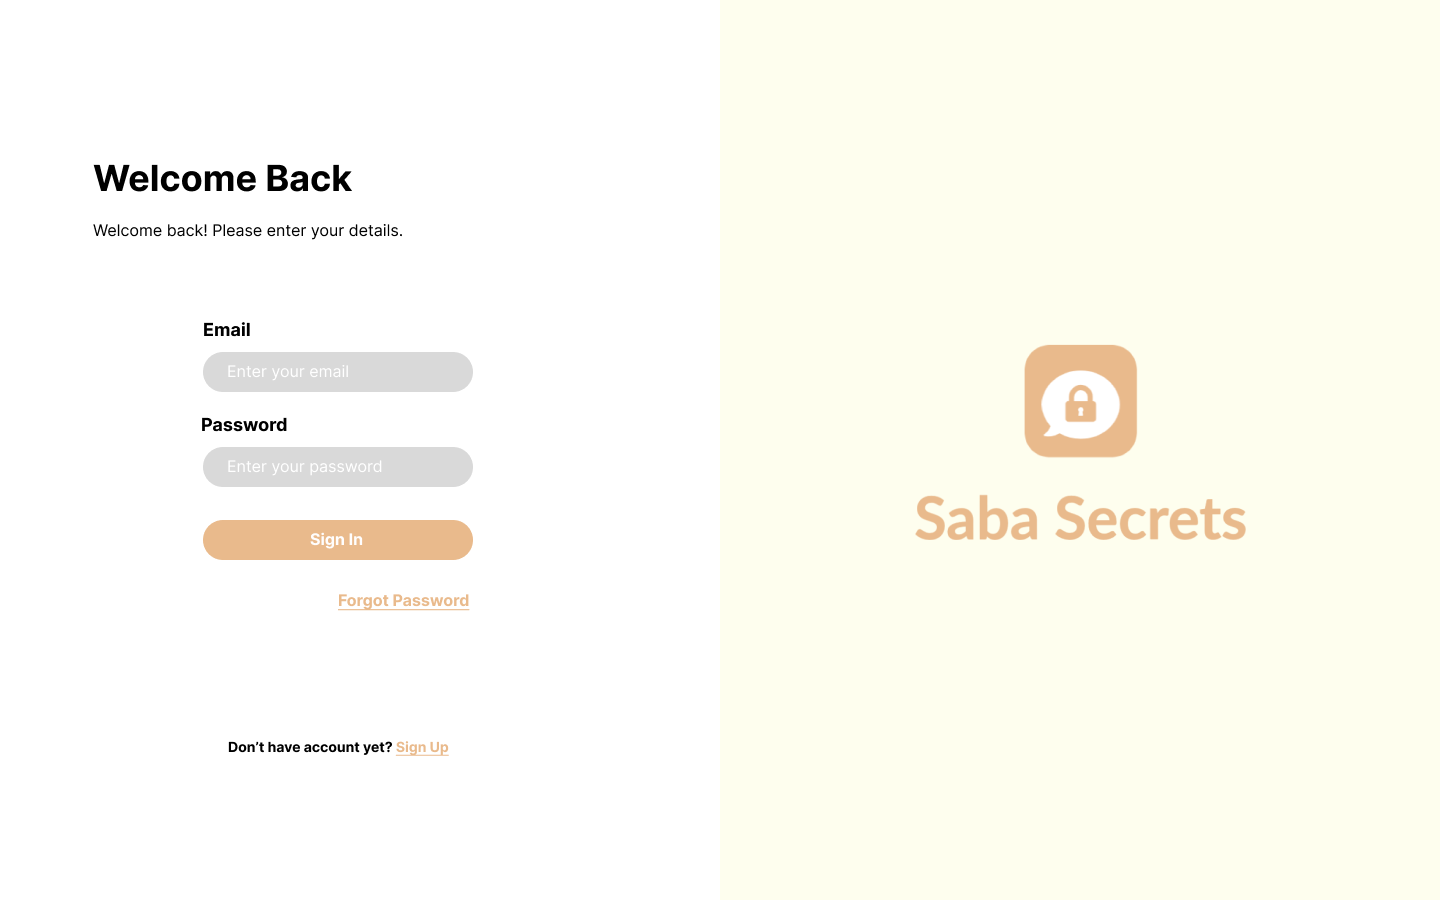 Welcome Back
Welcome back! Please enter your details.
Email
Enter your email
Password
Enter your password
Sign In
Forgot Password
Don’t have account yet? Sign Up
Saba Secrets